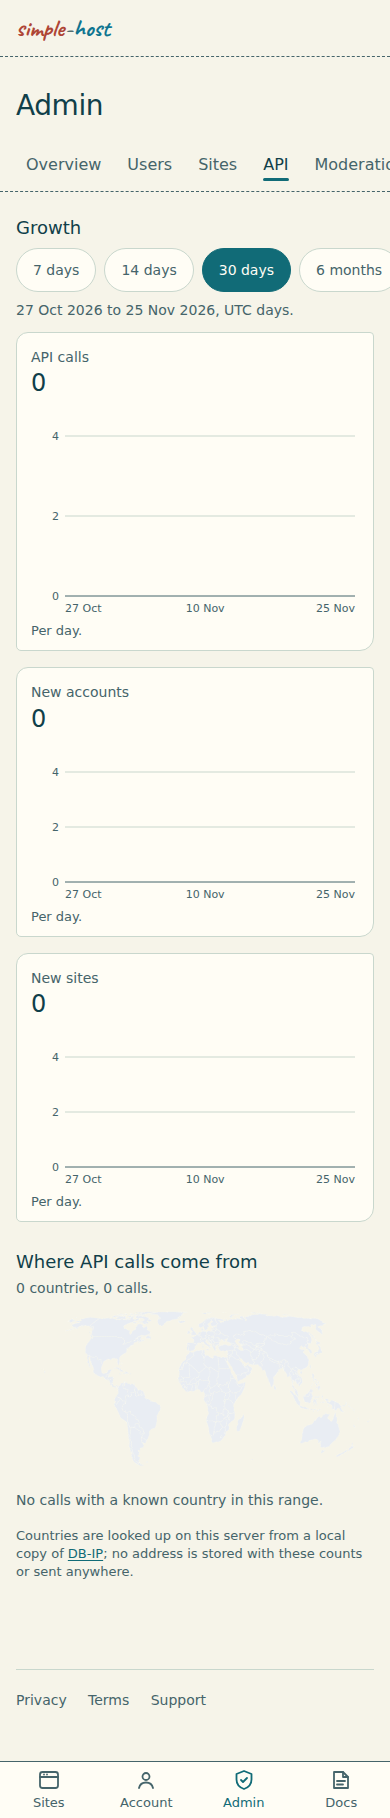 simple-host
Admin
Overview Users Sites API Moderatio
Growth
7 days 14 days 30 days 6 months
27 Oct 2026 to 25 Nov 2026, UTC days.
API calls
0
4
2
0
27 Oct 10 Nov 25 Nov
Per day.
New accounts
0
4
2
0
27 Oct 10 Nov 25 Nov
Per day.
New sites
0
4
2
0
27 Oct 10 Nov 25 Nov
Per day.
Where API calls come from
0 countries, 0 calls.
No calls with a known country in this range.
Countries are looked up on this server from a local
copy of DB-IP; no address is stored with these counts
or sent anywhere.
Privacy Terms Support
Sites Account Admin Docs